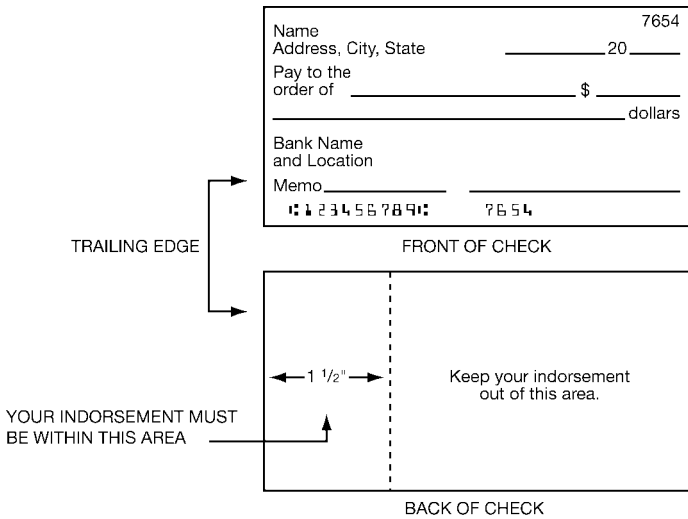 7654
Name
Address, City, State 20
Pay to the
order of $
dollars
Bank Name
and Location
Memo
⑆123456789⑆ 7654
TRAILING EDGE
FRONT OF CHECK
1 1/2"
Keep your indorsement
out of this area.
YOUR INDORSEMENT MUST
BE WITHIN THIS AREA
BACK OF CHECK